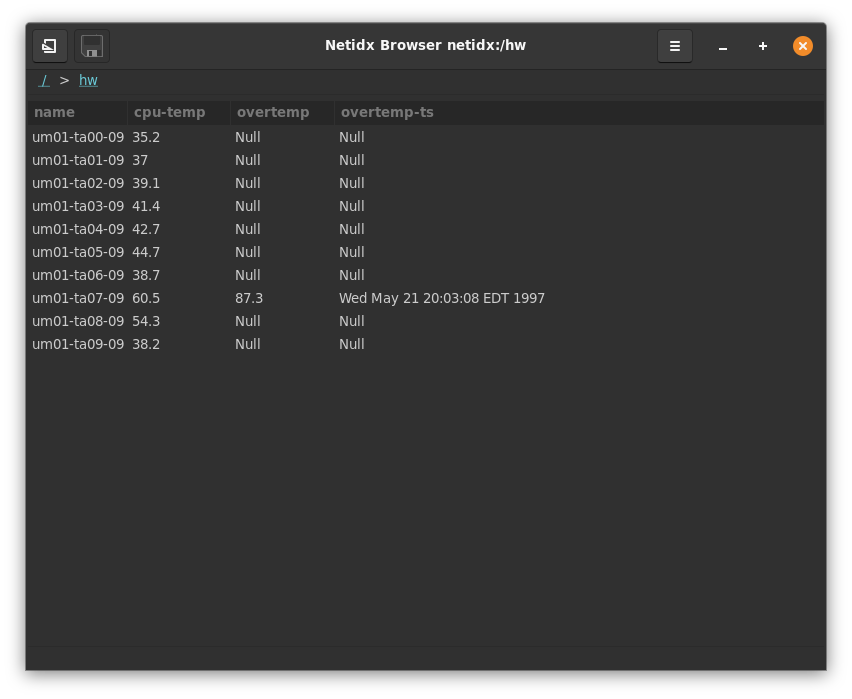 Netidx Browser netidx:/hw
/ > hw
name cpu-temp overtemp overtemp-ts
um01-ta00-09 35.2 Null Null
um01-ta01-09 37 Null Null
um01-ta02-09 39.1 Null Null
um01-ta03-09 41.4 Null Null
um01-ta04-09 42.7 Null Null
um01-ta05-09 44.7 Null Null
um01-ta06-09 38.7 Null Null
um01-ta07-09 60.5 87.3 Wed May 21 20:03:08 EDT 1997
um01-ta08-09 54.3 Null Null
um01-ta09-09 38.2 Null Null